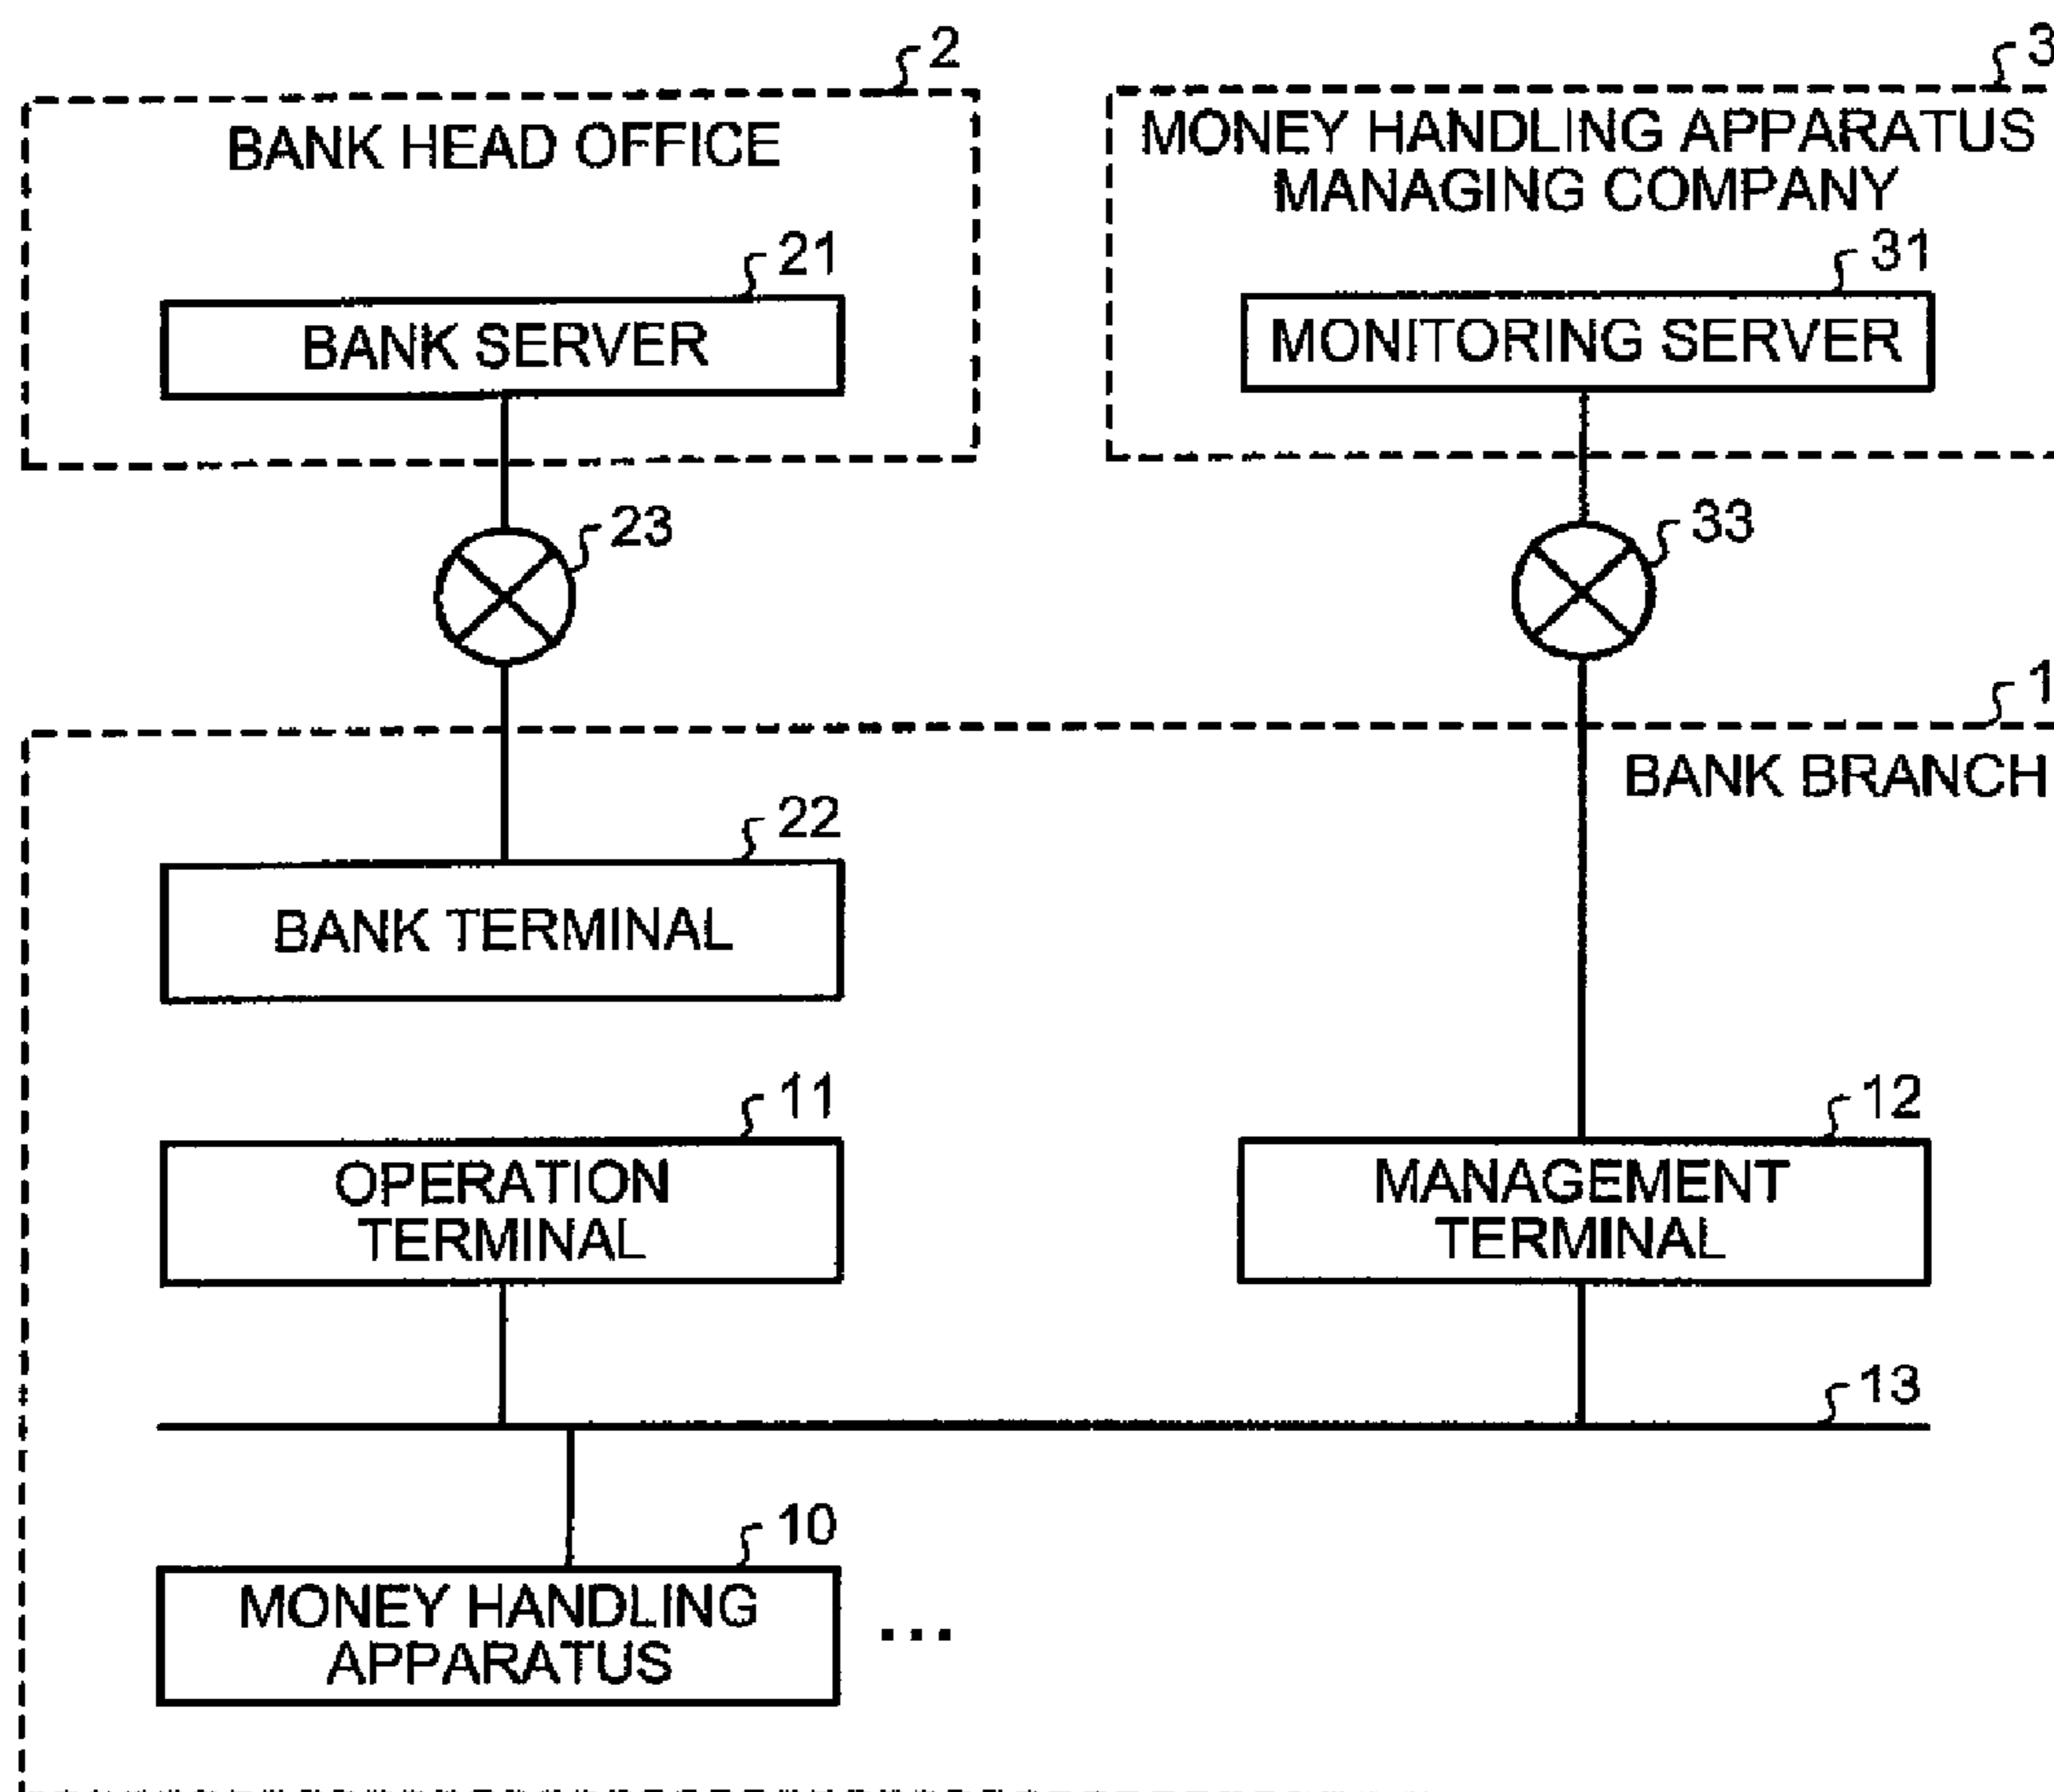 2
3
BANK HEAD OFFICE
MONEY HANDLING APPARATUS
MANAGING COMPANY
21
31
BANK SERVER
MONITORING SERVER
23
33
1
BANK BRANCH
22
BANK TERMINAL
11
12
OPERATION
TERMINAL
MANAGEMENT
TERMINAL
13
10
MONEY HANDLING
APPARATUS
...